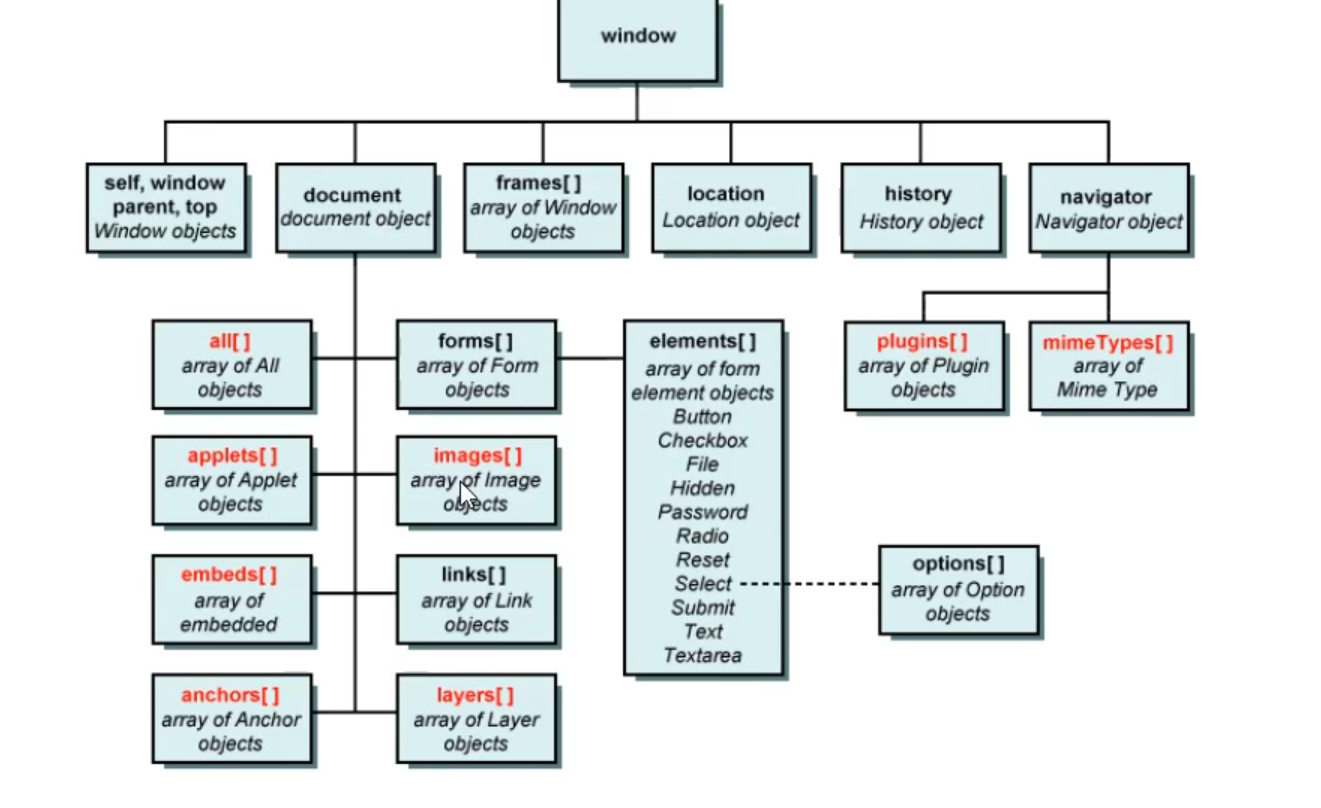 window
self, window
parent, top
Window objects
document
document object
frames[ ]
array of Window
objects
location
Location object
history
History object
navigator
Navigator object
all[ ]
array of All
objects
forms[ ]
array of Form
objects
elements[ ]
array of form
element objects
Button
Checkbox
File
Hidden
Password
Radio
Reset
Select
Submit
Text
Textarea
plugins[ ]
array of Plugin
objects
mimeTypes[ ]
array of
Mime Type
applets[ ]
array of Applet
objects
images[ ]
array of Image
objects
embeds[ ]
array of
embedded
links[ ]
array of Link
objects
options[ ]
array of Option
objects
anchors[ ]
array of Anchor
objects
layers[ ]
array of Layer
objects